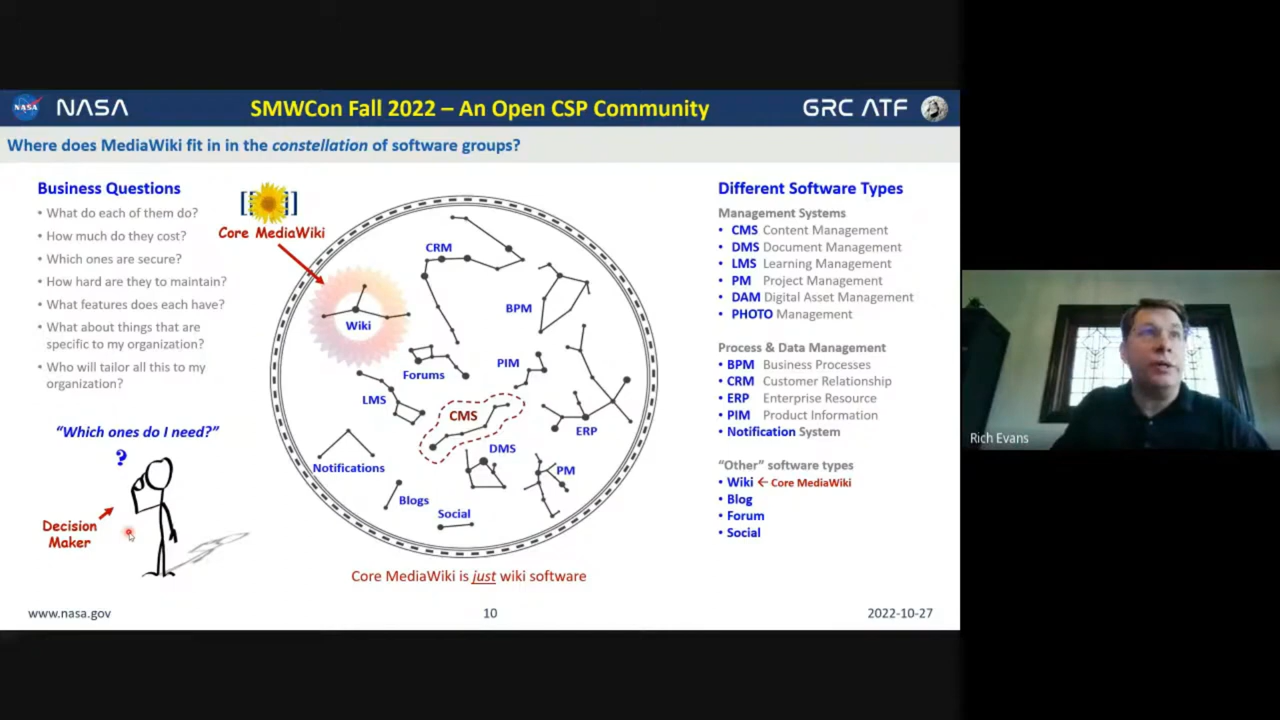 NASA
NASA
SMWCon Fall 2022 – An Open CSP Community
GRC ATF
Where does MediaWiki fit in in the constellation of software groups?
Business Questions
• What do each of them do?
• How much do they cost?
• Which ones are secure?
• How hard are they to maintain?
• What features does each have?
• What about things that are
specific to my organization?
• Who will tailor all this to my
organization?
“Which ones do I need?”
?
Decision
Maker
[[ ]]
Core MediaWiki
CRM
BPM
Wiki
PIM
Forums
LMS
CMS
ERP
DMS
Notifications
PM
Blogs
Social
Core MediaWiki is just wiki software
Different Software Types
Management Systems
• CMS Content Management
• DMS Document Management
• LMS Learning Management
• PM Project Management
• DAM Digital Asset Management
• PHOTO Management
Process & Data Management
• BPM Business Processes
• CRM Customer Relationship
• ERP Enterprise Resource
• PIM Product Information
• Notification System
“Other” software types
• Wiki ← Core MediaWiki
• Blog
• Forum
• Social
www.nasa.gov
10
2022-10-27
Rich Evans